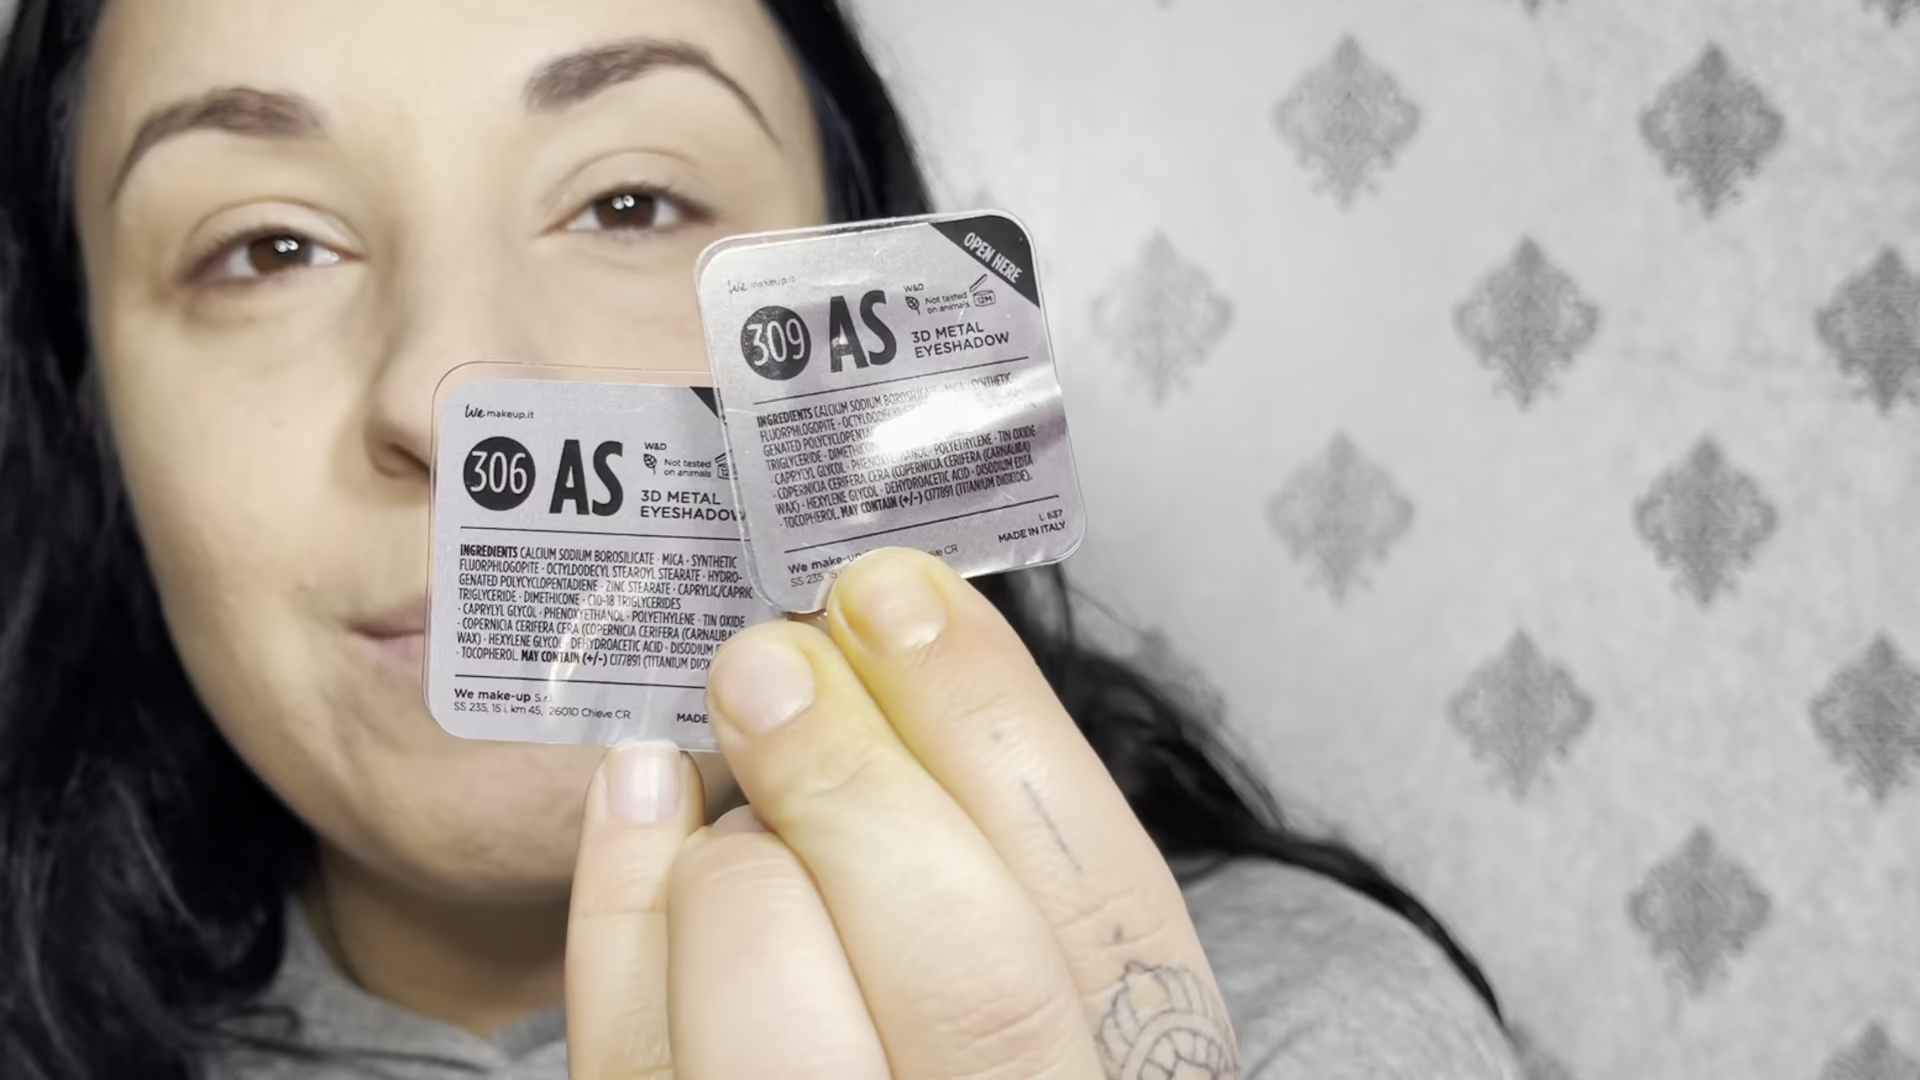 We makeup.it
306 AS
W&D
Not tested
on animals
3D METAL
EYESHADOW
INGREDIENTS CALCIUM SODIUM BOROSILICATE · MICA · SYNTHETIC
FLUORPHLOGOPITE · OCTYLDODECYL STEAROYL STEARATE · HYDRO-
GENATED POLYCYCLOPENTADIENE · ZINC STEARATE · CAPRYLIC/CAPRIC
TRIGLYCERIDE · DIMETHICONE · C10-18 TRIGLYCERIDES
· CAPRYLYL GLYCOL · PHENOXYETHANOL · POLYETHYLENE · TIN OXIDE
· COPERNICIA CERIFERA CERA (COPERNICIA CERIFERA (CARNAUBA)
WAX) · HEXYLENE GLYCOL · DEHYDROACETIC ACID · DISODIUM
· TOCOPHEROL. MAY CONTAIN (+/-) CI77891 (TITANIUM
We make-up S.r.l.
SS 235, 15 i, km 45, 26010 Chieve CR
MADE
OPEN HERE
We makeup.it
309 AS
W&D
Not tested
on animals
12M
3D METAL
EYESHADOW
INGREDIENTS CALCIUM SODIUM BOROSILICATE · MICA · SYNTHETIC
FLUORPHLOGOPITE ·
GENATED
TRIGLYCERIDE ·
· CAPRYLYL GLYCOL · PHENOXYETHANOL · POLYETHYLENE · TIN OXIDE
· COPERNICIA CERIFERA CERA (COPERNICIA CERIFERA (CARNAUBA)
WAX) · HEXYLENE GLYCOL · DEHYDROACETIC ACID · DISODIUM EDTA
· TOCOPHEROL. MAY CONTAIN (+/-) CI77891 (TITANIUM DIOXIDE).
L 637
MADE IN ITALY
We make-up
SS 235 CR